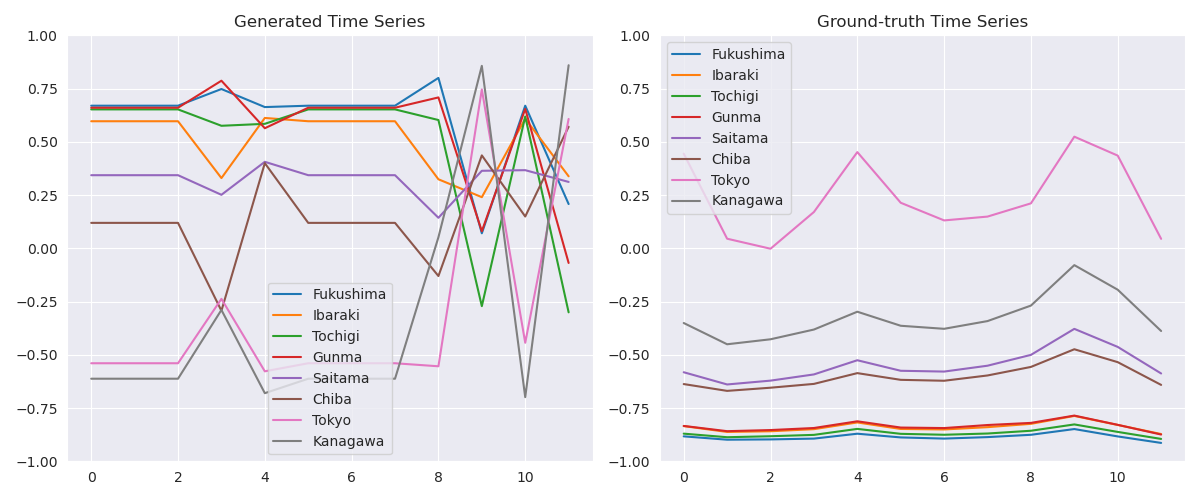 Generated Time Series
1.00
0.75
0.50
0.25
0.00
−0.25
−0.50
−0.75
−1.00
0 2 4 6 8 10
Fukushima
Ibaraki
Tochigi
Gunma
Saitama
Chiba
Tokyo
Kanagawa
Ground-truth Time Series
1.00
0.75
0.50
0.25
0.00
−0.25
−0.50
−0.75
−1.00
0 2 4 6 8 10
Fukushima
Ibaraki
Tochigi
Gunma
Saitama
Chiba
Tokyo
Kanagawa